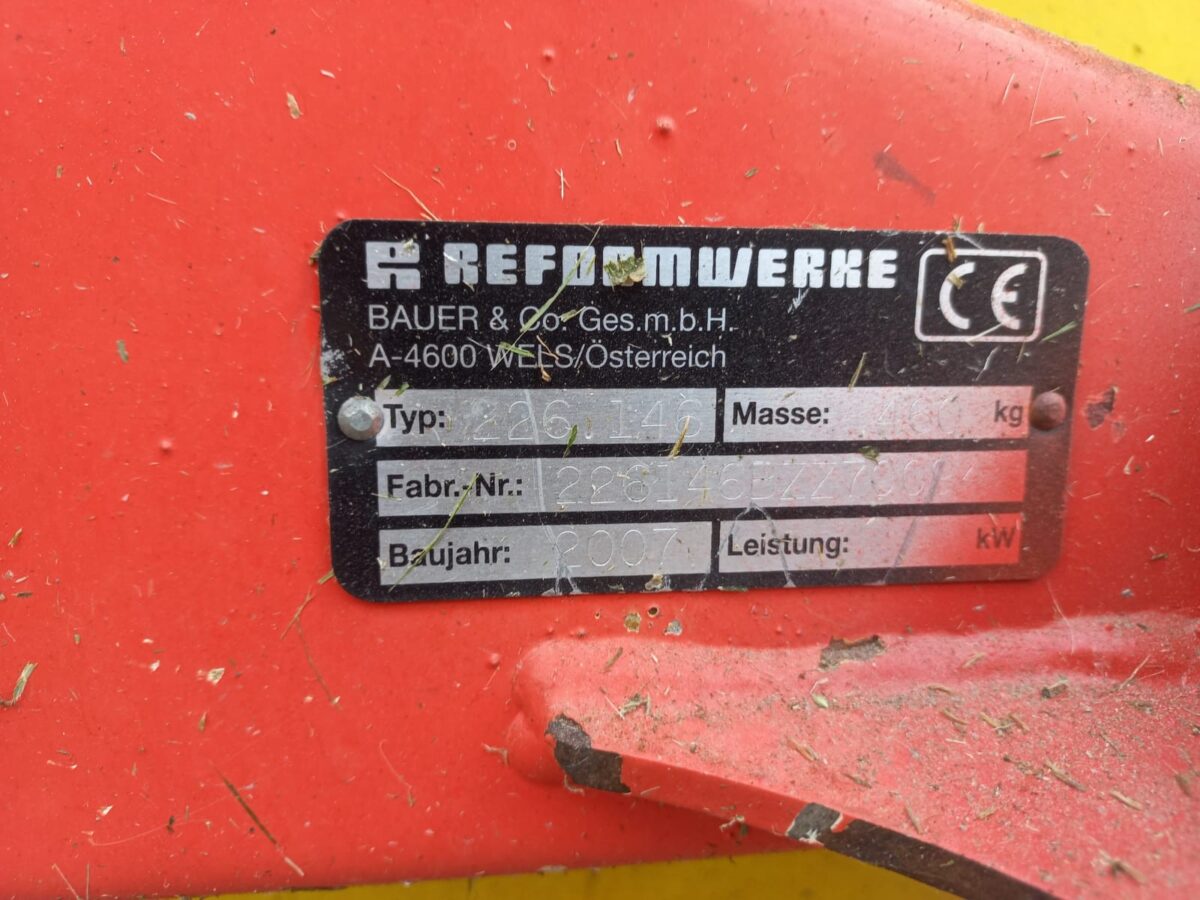 REFORMWERKE
CE
BAUER & Co. Ges.m.b.H.
A-4600 WELS/Österreich
Typ: 226.146 Masse: 460 kg
Fabr.-Nr.:
Baujahr: 2007 Leistung: kW